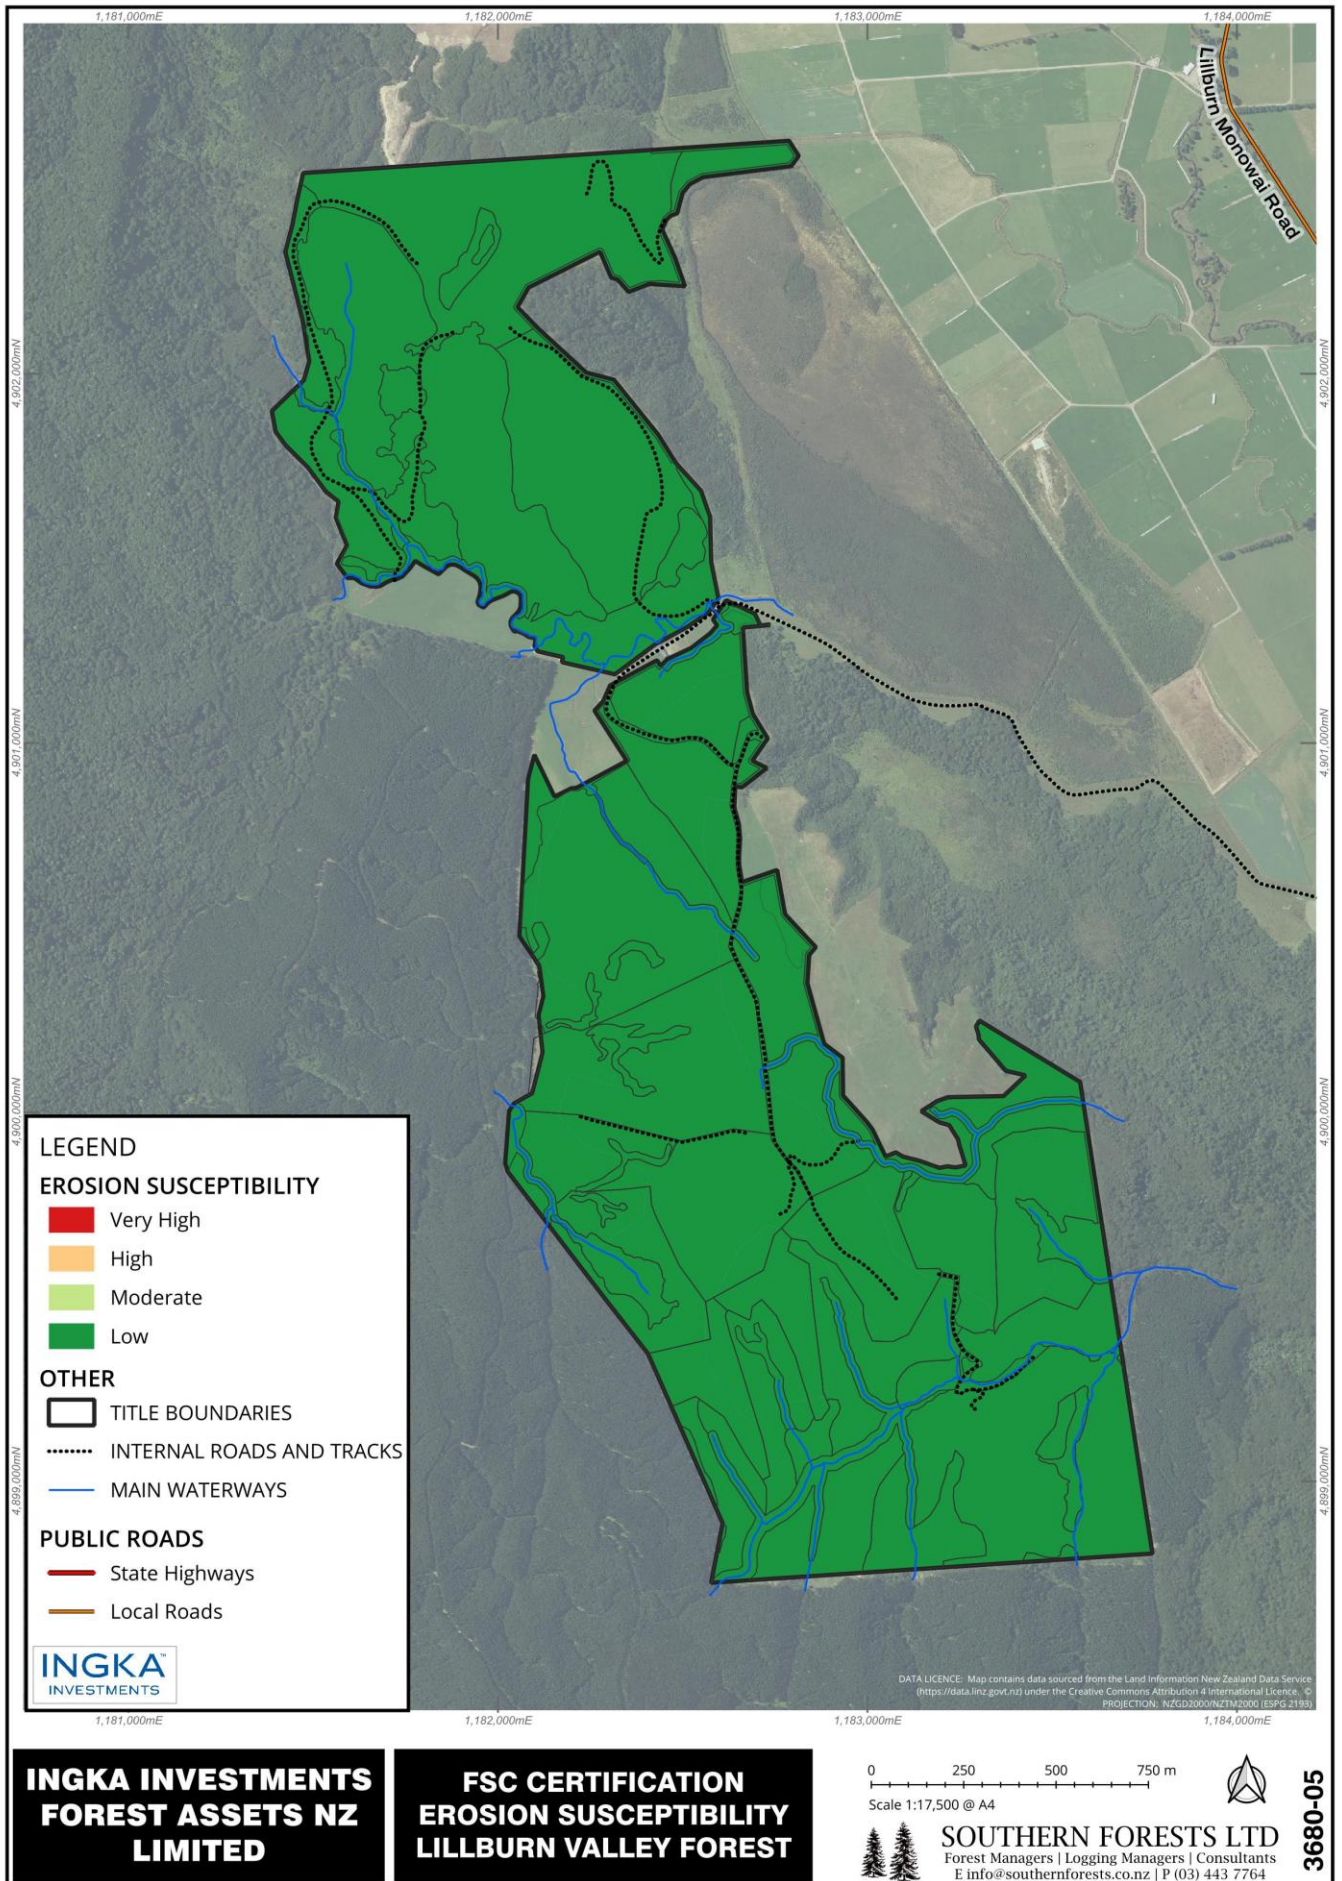 1,181,000mE
1,182,000mE
1,183,000mE
1,184,000mE
Lillburn Monowai Road
4,902,000mN
4,902,000mN
4,901,000mN
4,901,000mN
4,900,000mN
4,900,000mN
4,899,000mN
4,899,000mN
LEGEND
EROSION SUSCEPTIBILITY
Very High
High
Moderate
Low
OTHER
TITLE BOUNDARIES
INTERNAL ROADS AND TRACKS
MAIN WATERWAYS
PUBLIC ROADS
State Highways
Local Roads
INGKA™
INVESTMENTS
DATA LICENCE: Map contains data sourced from the Land Information New Zealand Data Service
(https://data.linz.govt.nz) under the Creative Commons Attribution 4 International Licence. ©
PROJECTION: NZGD2000/NZTM2000 (ESPG 2193)
1,181,000mE
1,182,000mE
1,183,000mE
1,184,000mE
INGKA INVESTMENTS
FOREST ASSETS NZ
LIMITED
FSC CERTIFICATION
EROSION SUSCEPTIBILITY
LILLBURN VALLEY FOREST
0 250 500 750 m
Scale 1:17,500 @ A4
SOUTHERN FORESTS LTD
Forest Managers | Logging Managers | Consultants
E info@southernforests.co.nz | P (03) 443 7764
3680-05